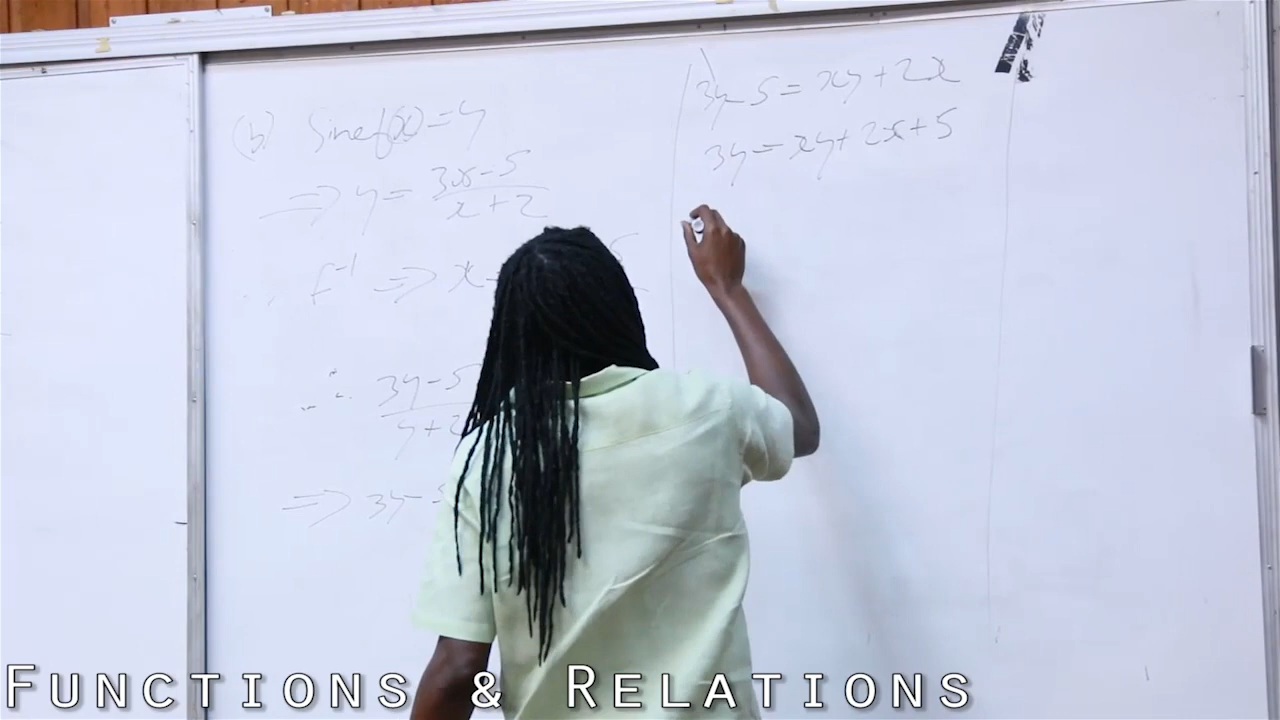 (b) Since f(x) = y
⇒ y = (3x-5)/(x+2)
∴ f⁻¹ ⇒ x
∴ 3y-5
y+2
⇒ 3y-
3y-5 = xy+2x
3y = xy+2x+5
FUNCTIONS & RELATIONS